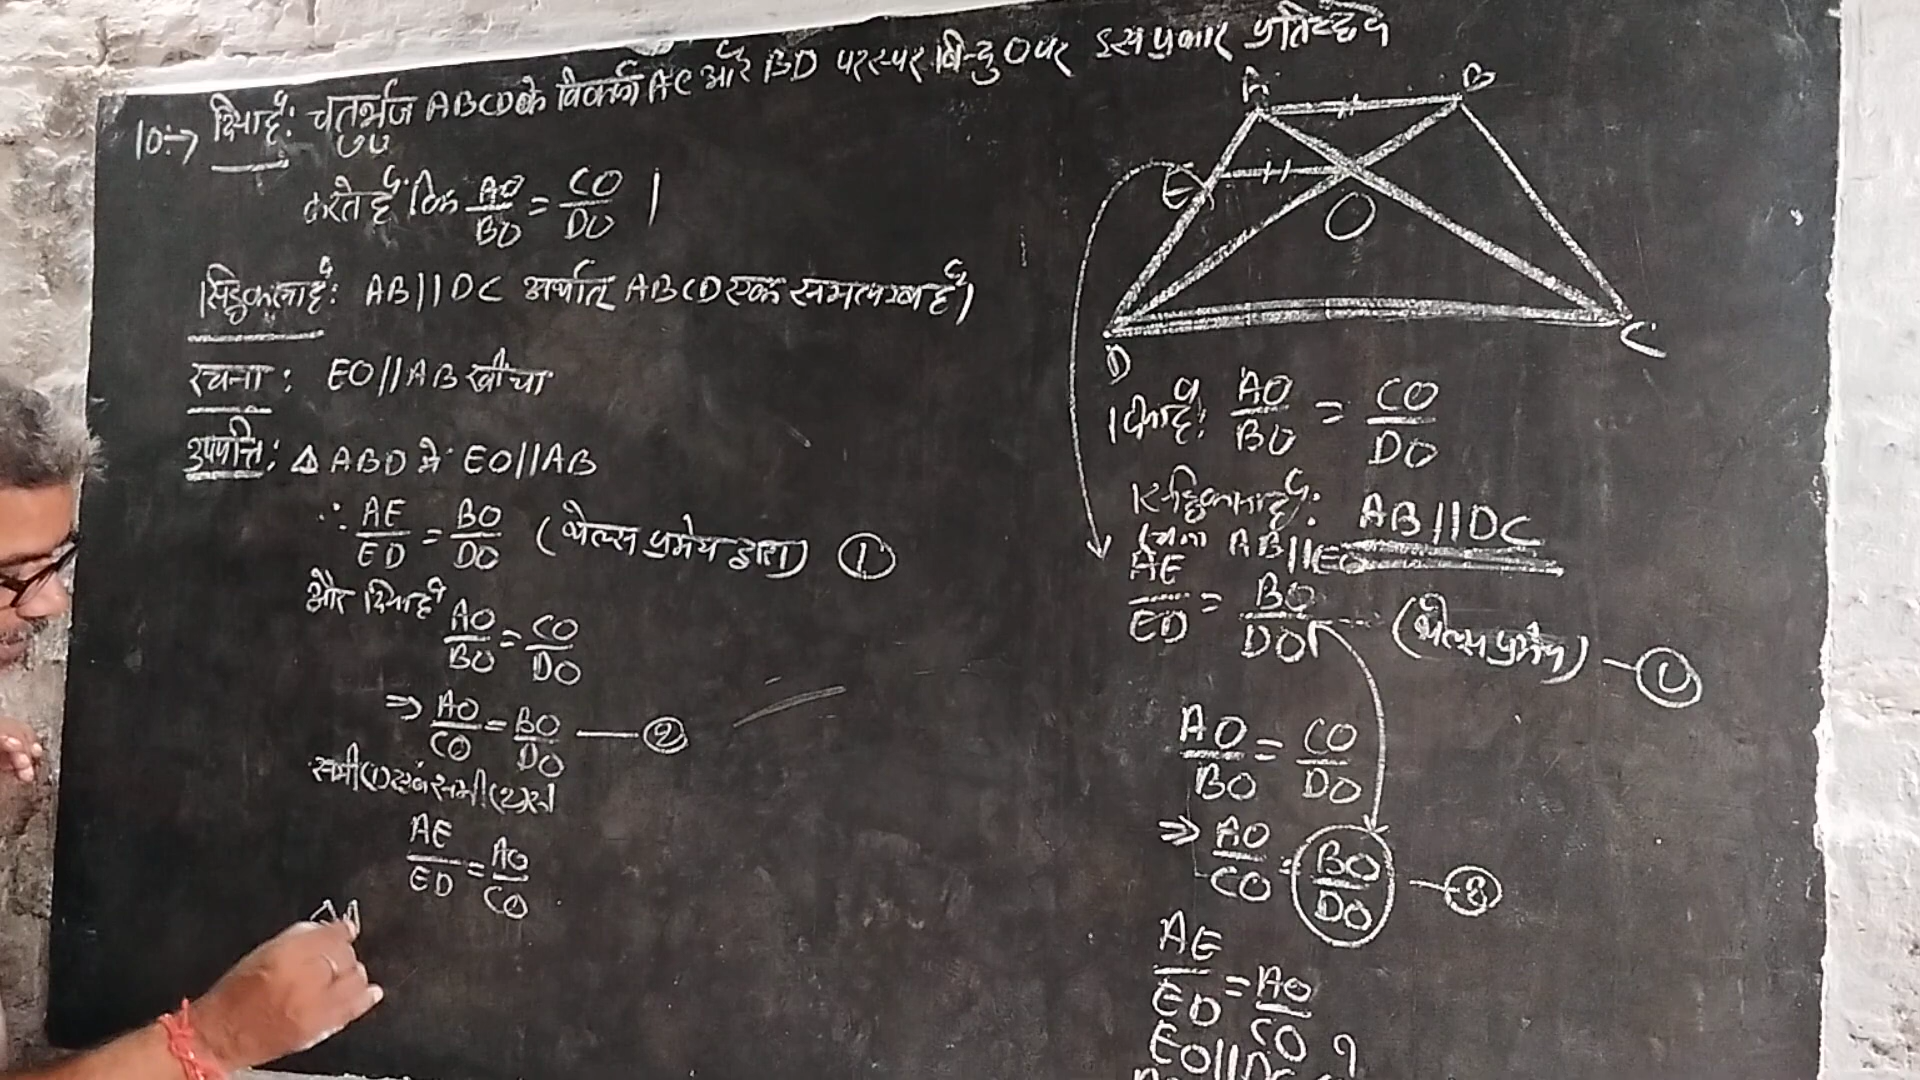 10:→ दिया है: चतुर्भुज ABCD के विकर्ण AC और BD परस्पर बिन्दु O पर इस प्रकार प्रतिच्छेद
करते हैं कि AO/BO = CO/DO |
सिद्ध करना है: AB||DC अर्थात् ABCD एक समलम्ब है।
रचना: EO||AB खींचा
उपपत्ति: △ABD में EO||AB
∴ AE/ED = BO/DO (थेल्स प्रमेय द्वारा) ①
और दिया है AO/BO = CO/DO
⇒ AO/CO = BO/DO — ②
समी(1) एवं समी(2) से
AE/ED = AO/CO
A
B
E
O
D
C
दिया है: AO/BO = CO/DO
सिद्ध करना है: AB||DC
रचना AB||EO
AE/ED = BO/DO --- (थेल्स प्रमेय) — ①
AO/BO = CO/DO
⇒ AO/CO = BO/DO — ②
AE/ED = AO/CO
EO||DC